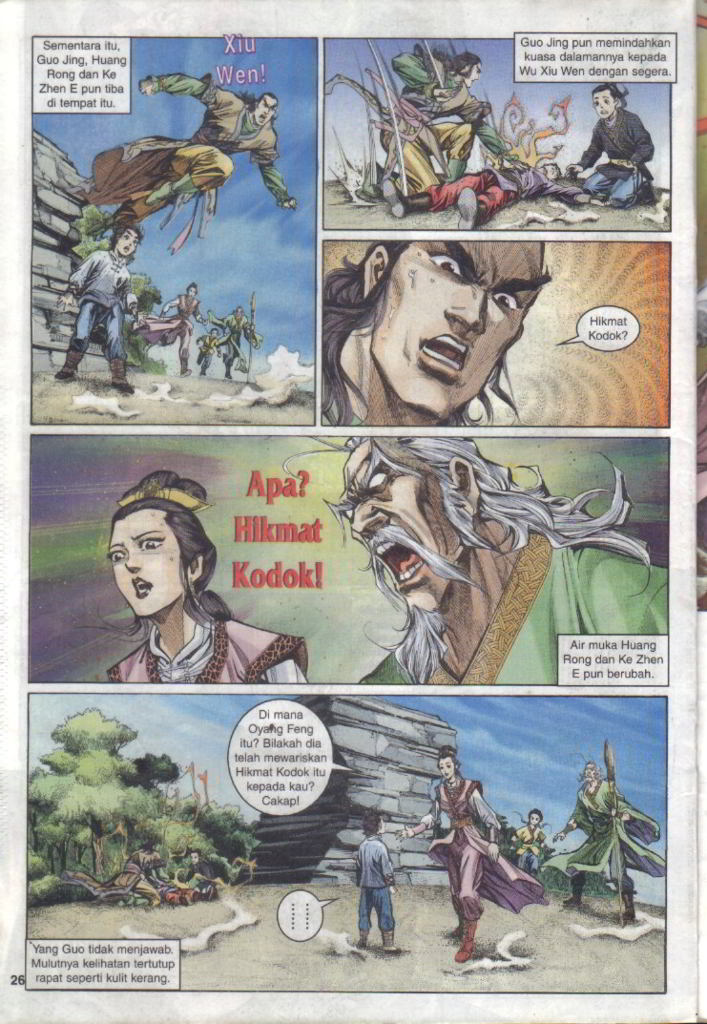 Sementara itu,
Guo Jing, Huang
Rong dan Ke
Zhen E pun tiba
di tempat itu.
Xiu
Wen!
Guo Jing pun memindahkan
kuasa dalamannya kepada
Wu Xiu Wen dengan segera.
Hikmat
Kodok?
Apa?
Hikmat
Kodok!
Air muka Huang
Rong dan Ke Zhen
E pun berubah.
Di mana
Oyang Feng
itu? Bilakah dia
telah mewariskan
Hikmat Kodok itu
kepada kau?
Cakap!
Yang Guo tidak menjawab.
Mulutnya kelihatan tertutup
rapat seperti kulit kerang.
26